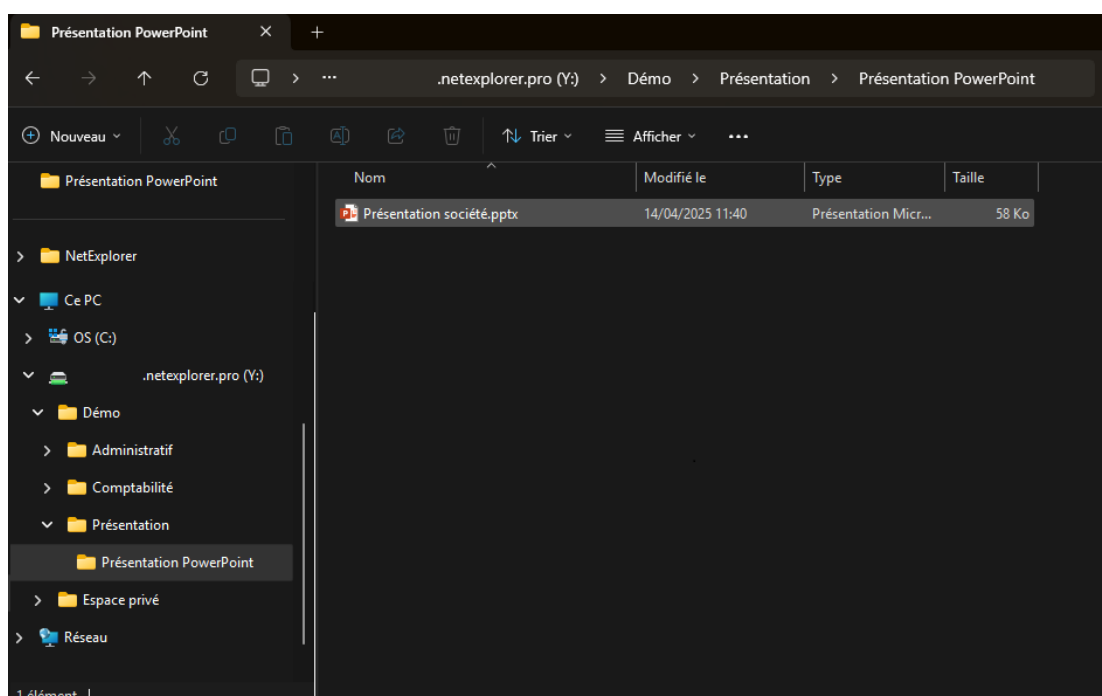 Présentation PowerPoint
.netexplorer.pro (Y:) > Démo > Présentation > Présentation PowerPoint
Nouveau Trier Afficher
Présentation PowerPoint
Nom Modifié le Type Taille
Présentation société.pptx 14/04/2025 11:40 Présentation Micr... 58 Ko
NetExplorer
Ce PC
OS (C:)
.netexplorer.pro (Y:)
Démo
Administratif
Comptabilité
Présentation
Présentation PowerPoint
Espace privé
Réseau
1 élément